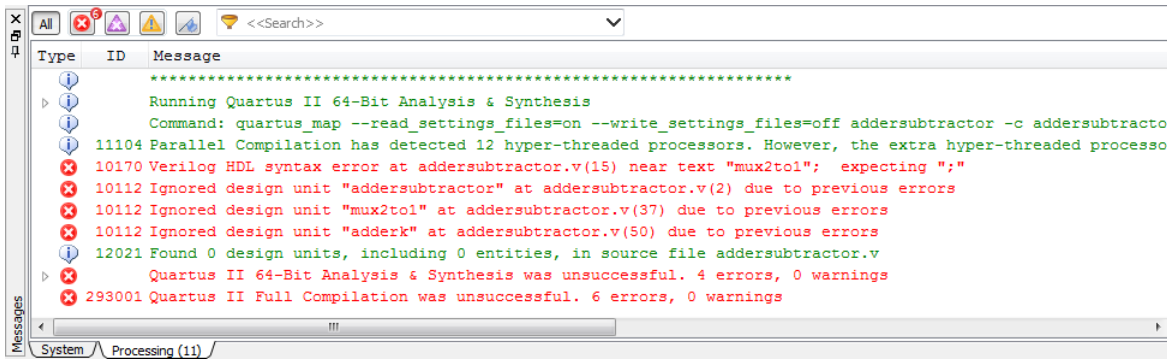 All 6 <<Search>>
Type ID Message
********************************************************************
Running Quartus II 64-Bit Analysis & Synthesis
Command: quartus_map --read_settings_files=on --write_settings_files=off addersubtractor -c addersubtracto
11104 Parallel Compilation has detected 12 hyper-threaded processors. However, the extra hyper-threaded processo
10170 Verilog HDL syntax error at addersubtractor.v(15) near text "mux2to1"; expecting ";"
10112 Ignored design unit "addersubtractor" at addersubtractor.v(2) due to previous errors
10112 Ignored design unit "mux2to1" at addersubtractor.v(37) due to previous errors
10112 Ignored design unit "adderk" at addersubtractor.v(50) due to previous errors
12021 Found 0 design units, including 0 entities, in source file addersubtractor.v
Quartus II 64-Bit Analysis & Synthesis was unsuccessful. 4 errors, 0 warnings
293001 Quartus II Full Compilation was unsuccessful. 6 errors, 0 warnings
Messages
System Processing (11)